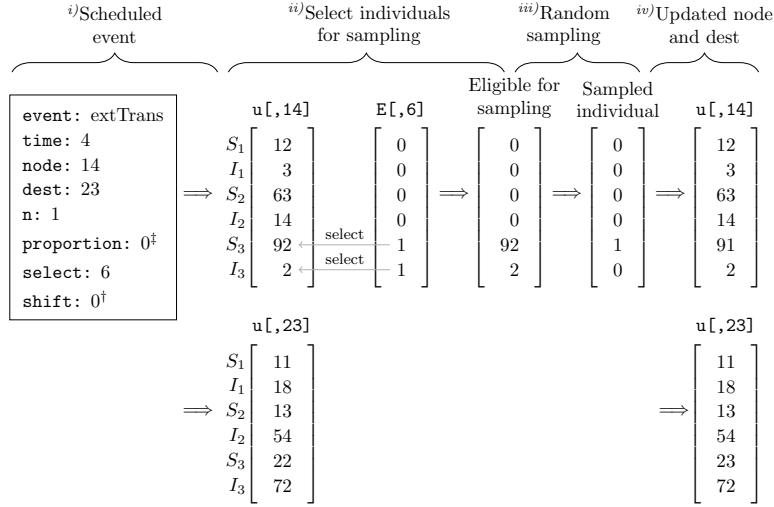 i)Scheduled event
ii)Select individuals for sampling
iii)Random sampling
iv)Updated node and dest
event: extTrans
time: 4
node: 14
dest: 23
n: 1
proportion: 0‡
select: 6
shift: 0†
u[,14] E[,6] Eligible for sampling Sampled individual u[,14]
S1 12 0 0 0 12
I1 3 0 0 0 3
S2 63 0 0 0 63
I2 14 0 0 0 14
S3 92 select 1 92 1 91
I3 2 select 1 2 0 2
⟹ ⟹ ⟹ ⟹
u[,23] u[,23]
S1 11 11
I1 18 18
S2 13 13
I2 54 54
S3 22 23
I3 72 72
⟹ ⟹